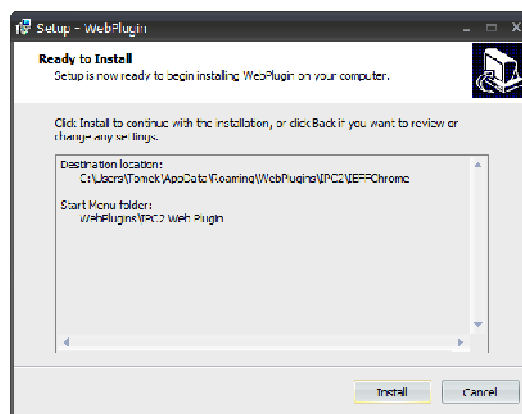 Setup - WebPlugin
Ready to Install
Setup is now ready to begin installing WebPlugin on your computer.
Click Install to continue with the installation, or click Back if you want to review or
change any settings.
Destination location:
C:\Users\Tomek\AppData\Roaming\WebPlugins\IPC2\IEFFChrome
Start Menu folder:
WebPlugins\IPC2 Web Plugin
Install
Cancel